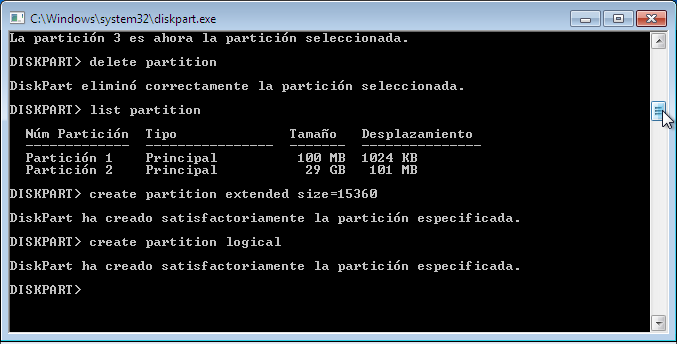 C:\Windows\system32\diskpart.exe
La partición 3 es ahora la partición seleccionada.
DISKPART> delete partition
DiskPart eliminó correctamente la partición seleccionada.
DISKPART> list partition
Núm Partición  Tipo              Tamaño   Desplazamiento
-------------  ----------------  -------  ---------------
Partición 1    Principal          100 MB  1024 KB
Partición 2    Principal           29 GB   101 MB
DISKPART> create partition extended size=15360
DiskPart ha creado satisfactoriamente la partición especificada.
DISKPART> create partition logical
DiskPart ha creado satisfactoriamente la partición especificada.
DISKPART>